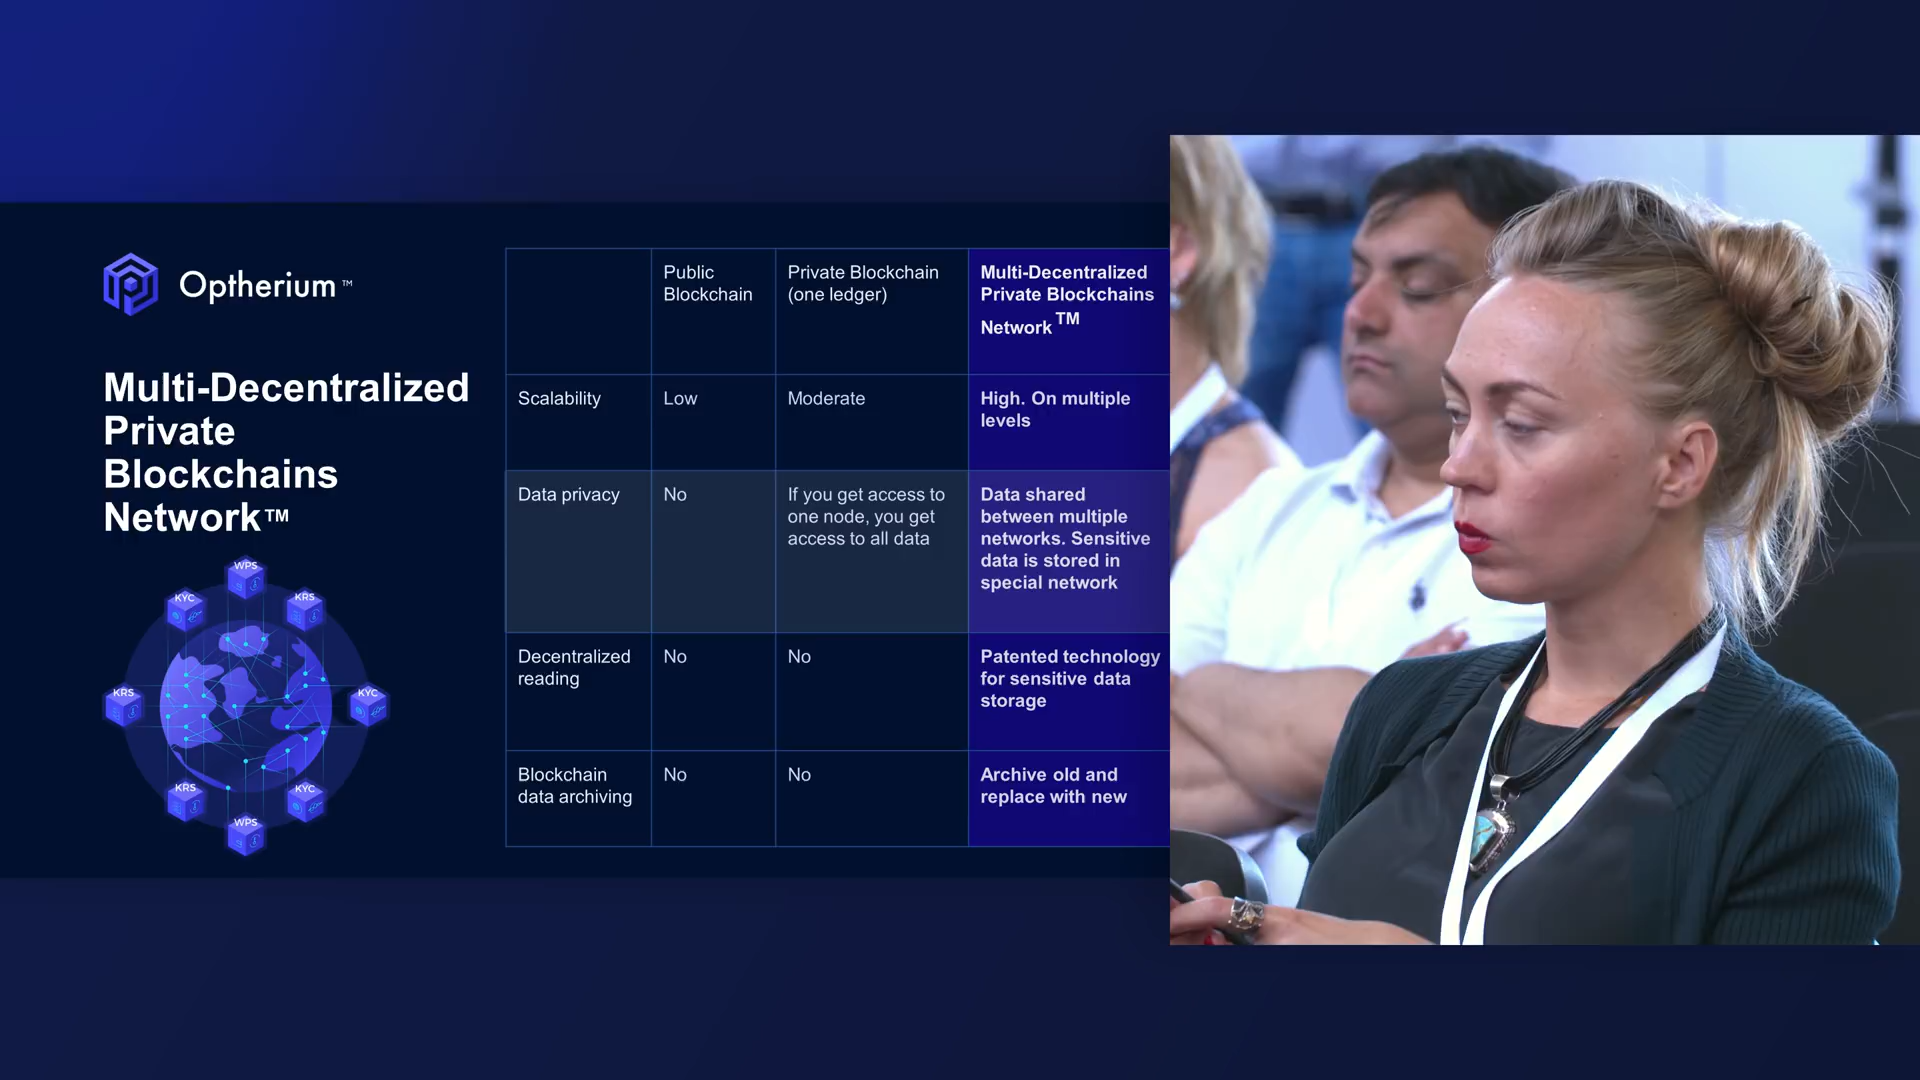 Optherium™
Multi-Decentralized
Private
Blockchains
Network™
WPS
KYC
KRS
KRS
KYC
KRS
KYC
WPS
Public
Blockchain
Private Blockchain
(one ledger)
Multi-Decentralized
Private Blockchains
Network™
Scalability
Low
Moderate
High. On multiple
levels
Data privacy
No
If you get access to
one node, you get
access to all data
Data shared
between multiple
networks. Sensitive
data is stored in
special network
Decentralized
reading
No
No
Patented technology
for sensitive data
storage
Blockchain
data archiving
No
No
Archive old and
replace with new